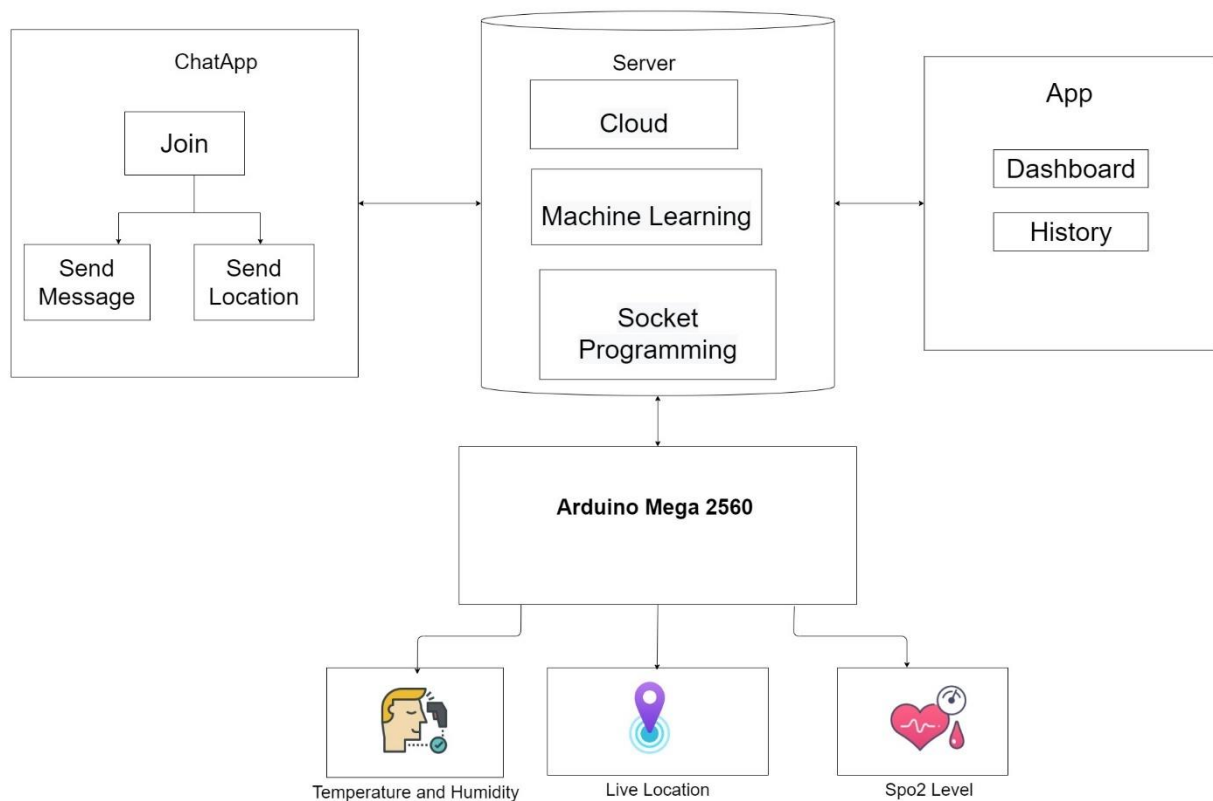 ChatApp
Join
Send
Message
Send
Location
Server
Cloud
Machine Learning
Socket
Programming
App
Dashboard
History
Arduino Mega 2560
Temperature and Humidity
Live Location
Spo2 Level